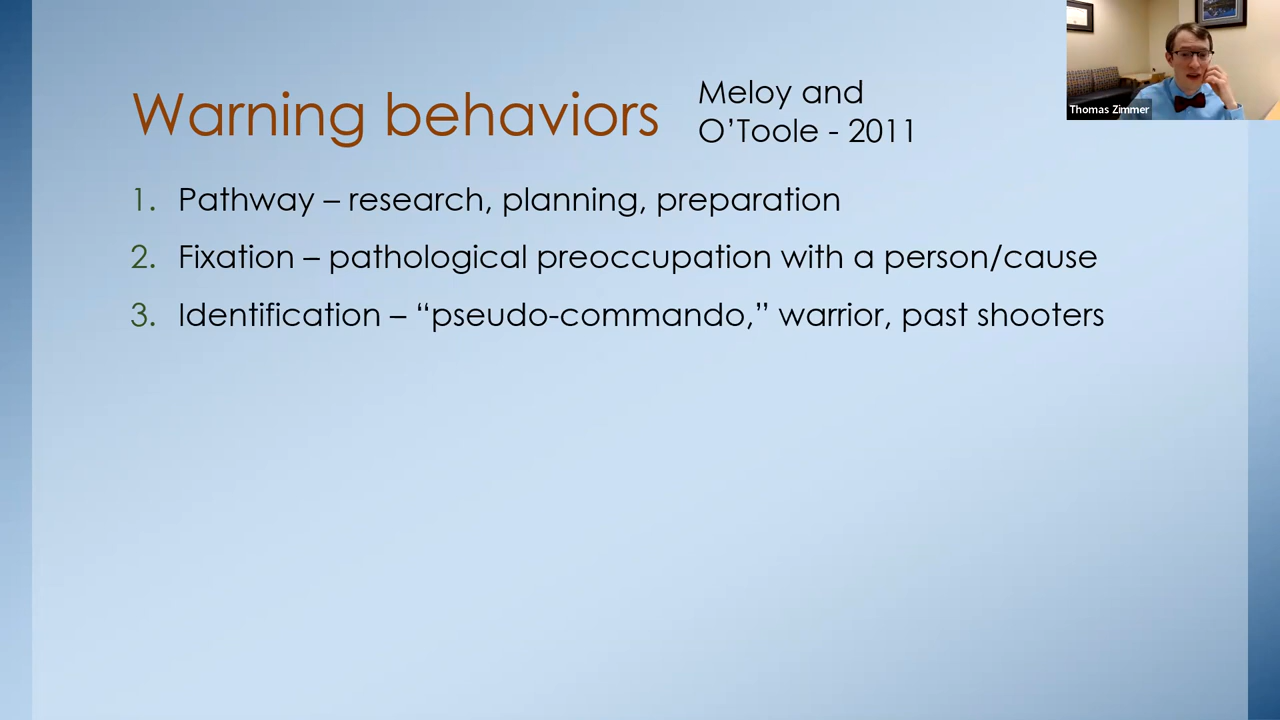 Warning behaviors
Meloy and
O’Toole - 2011
Thomas Zimmer
1. Pathway – research, planning, preparation
2. Fixation – pathological preoccupation with a person/cause
3. Identification – “pseudo-commando,” warrior, past shooters